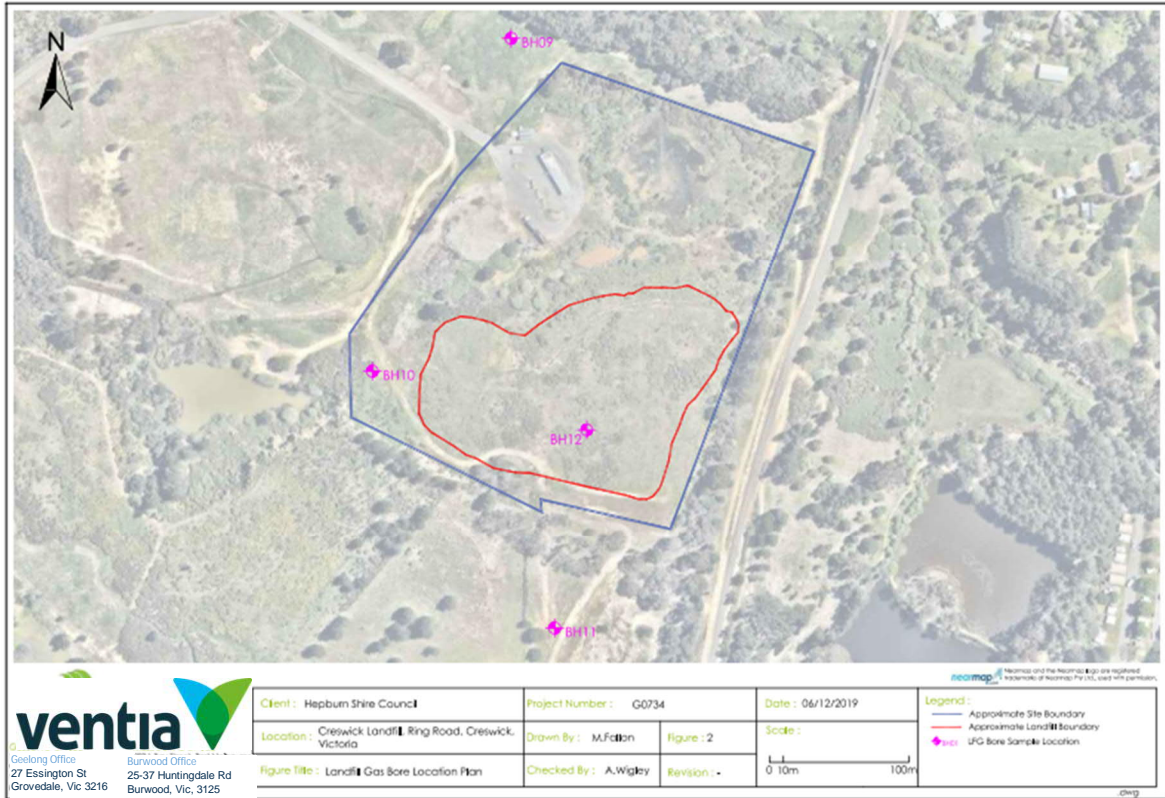 N
BH09
BH10
BH12
BH11
nearmap
Nearmap and the Nearmap logo are registered
trademarks of Nearmap Pty Ltd, used with permission.
ventia
Geelong Office
27 Essington St
Grovedale, Vic 3216
Burwood Office
25-37 Huntingdale Rd
Burwood, Vic, 3125
Client : Hepburn Shire Council
Project Number : G0734
Date : 06/12/2019
Location : Creswick Landfill, Ring Road, Creswick,
Victoria
Drawn By : M.Fallon
Figure : 2
Scale :
0 10m 100m
Figure Title : Landfill Gas Bore Location Plan
Checked By : A.Wigley
Revision : -
Legend :
Approximate Site Boundary
Approximate Landfill Boundary
BH01 LFG Bore Sample Location
.dwg